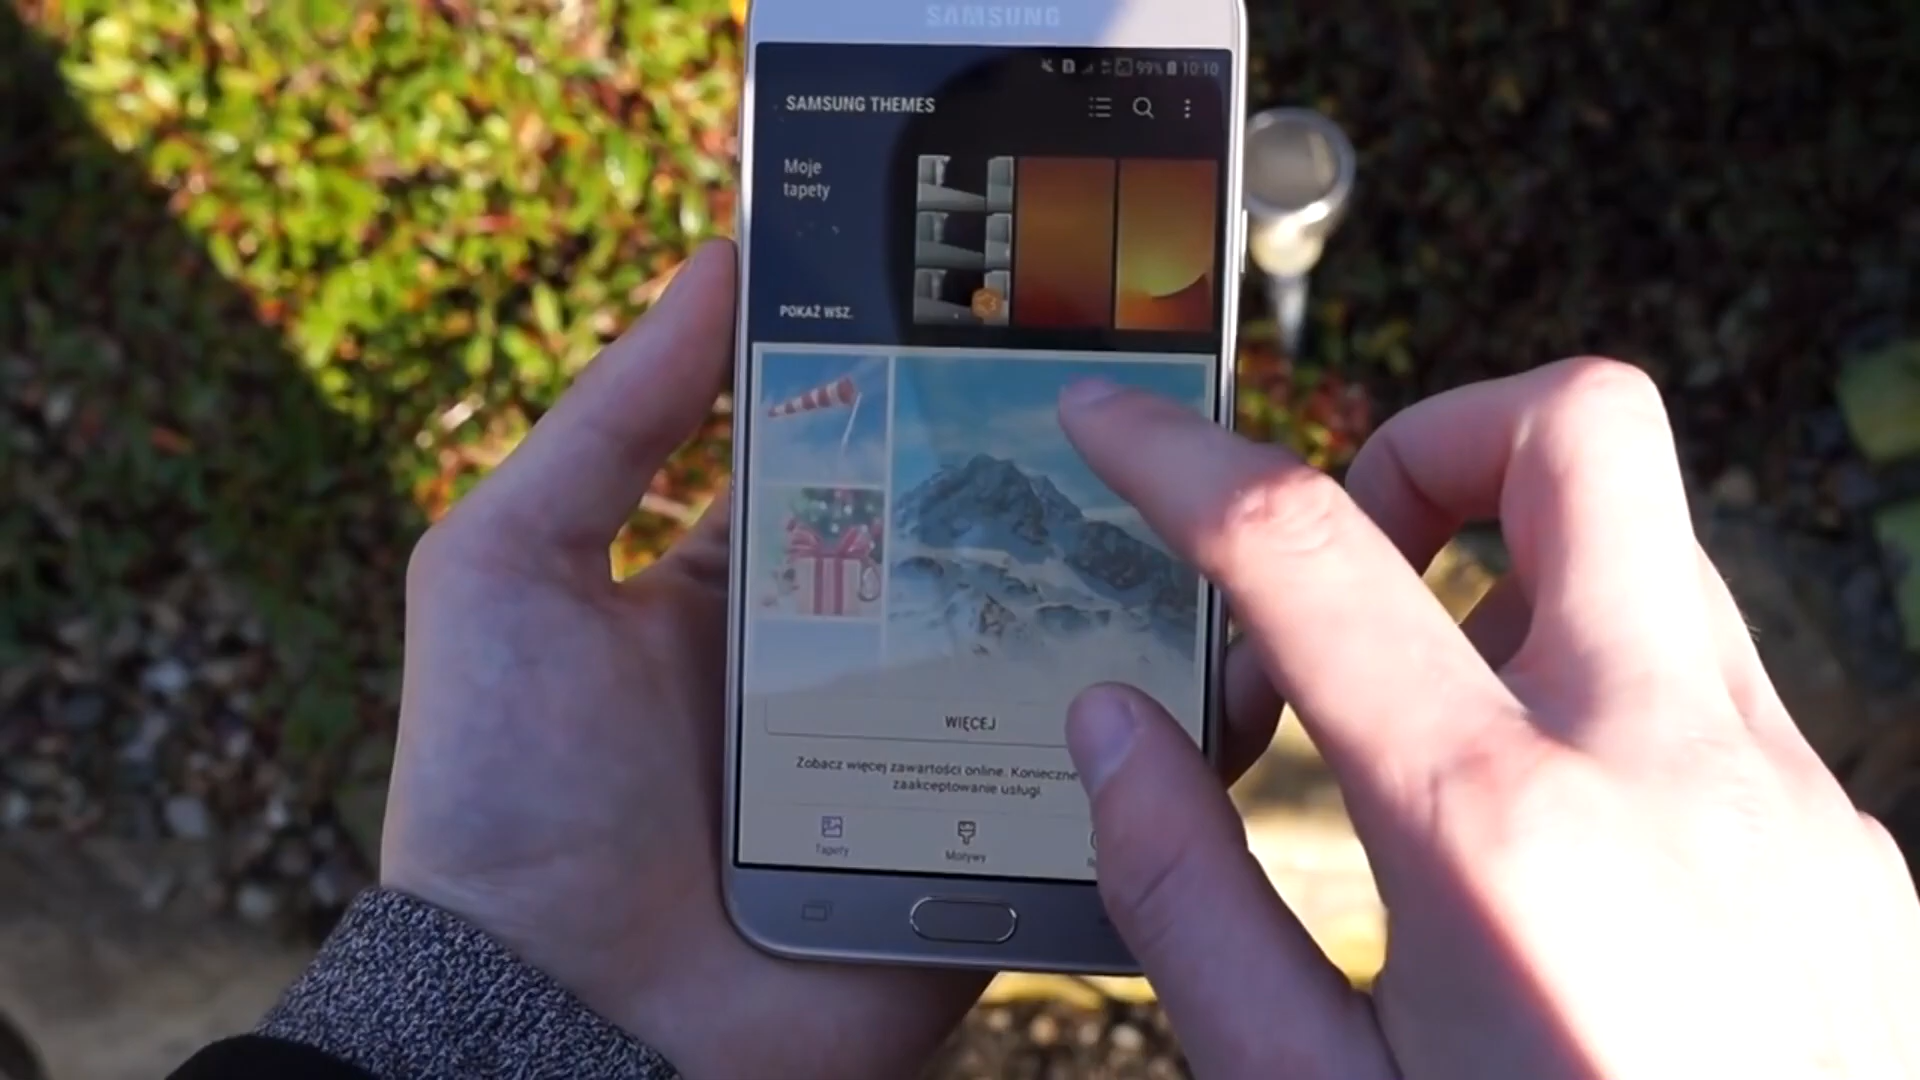 SAMSUNG
99% 10:10
SAMSUNG THEMES
Moje
tapety
POKAŻ WSZ.
WIĘCEJ
Zobacz więcej zawartości online. Konieczne
zaakceptowanie usługi.
Tapety
Motywy